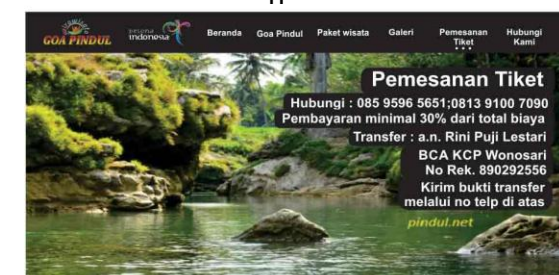 GOA PINDUL
pesona
indonesia
Beranda
Goa Pindul
Paket wisata
Galeri
Pemesanan
Tiket
Hubungi
Kami
Pemesanan Tiket
Hubungi : 085 9596 5651;0813 9100 7090
Pembayaran minimal 30% dari total biaya
Transfer : a.n. Rini Puji Lestari
BCA KCP Wonosari
No Rek. 890292556
Kirim bukti transfer
melalui no telp di atas
pindul.net